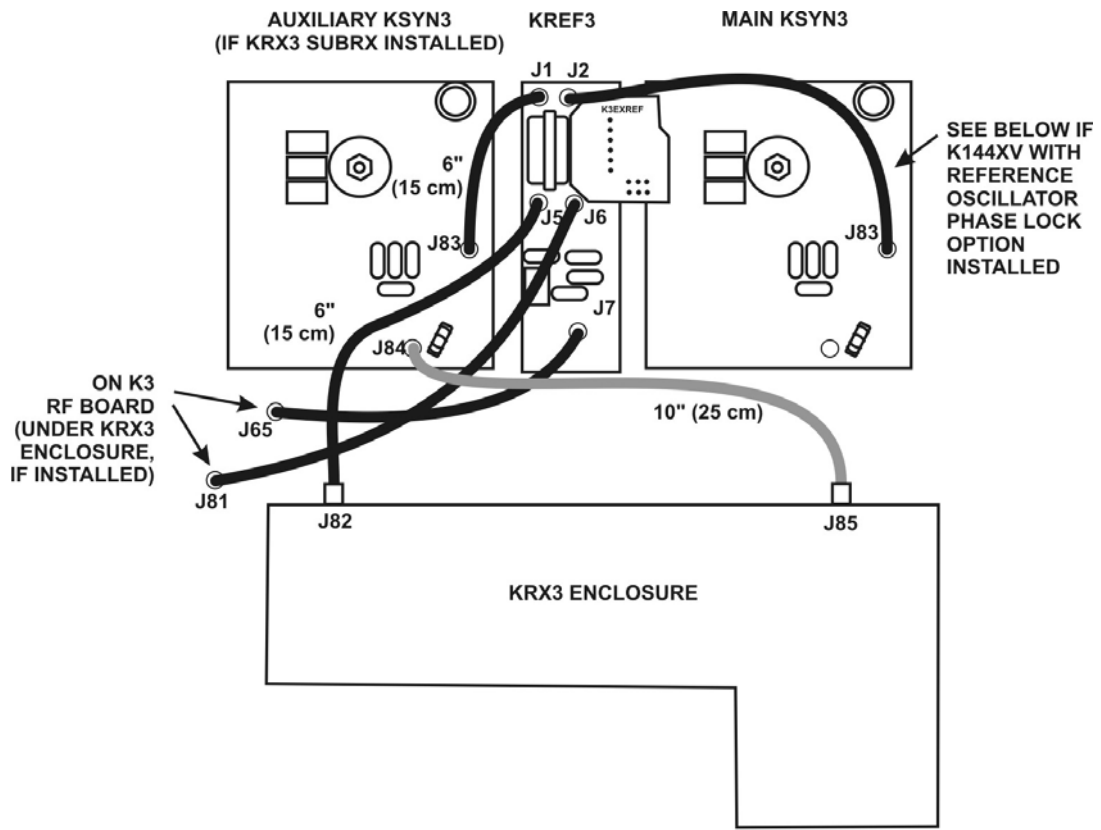 AUXILIARY KSYN3
(IF KRX3 SUBRX INSTALLED)
KREF3
MAIN KSYN3
J1
J2
K3EXREF
6"
(15 cm)
SEE BELOW IF
K144XV WITH
REFERENCE
OSCILLATOR
PHASE LOCK
OPTION
INSTALLED
J83
J5
J6
J83
6"
(15 cm)
J7
J84
ON K3
RF BOARD
(UNDER KRX3
ENCLOSURE,
IF INSTALLED)
J65
10" (25 cm)
J81
J82
J85
KRX3 ENCLOSURE